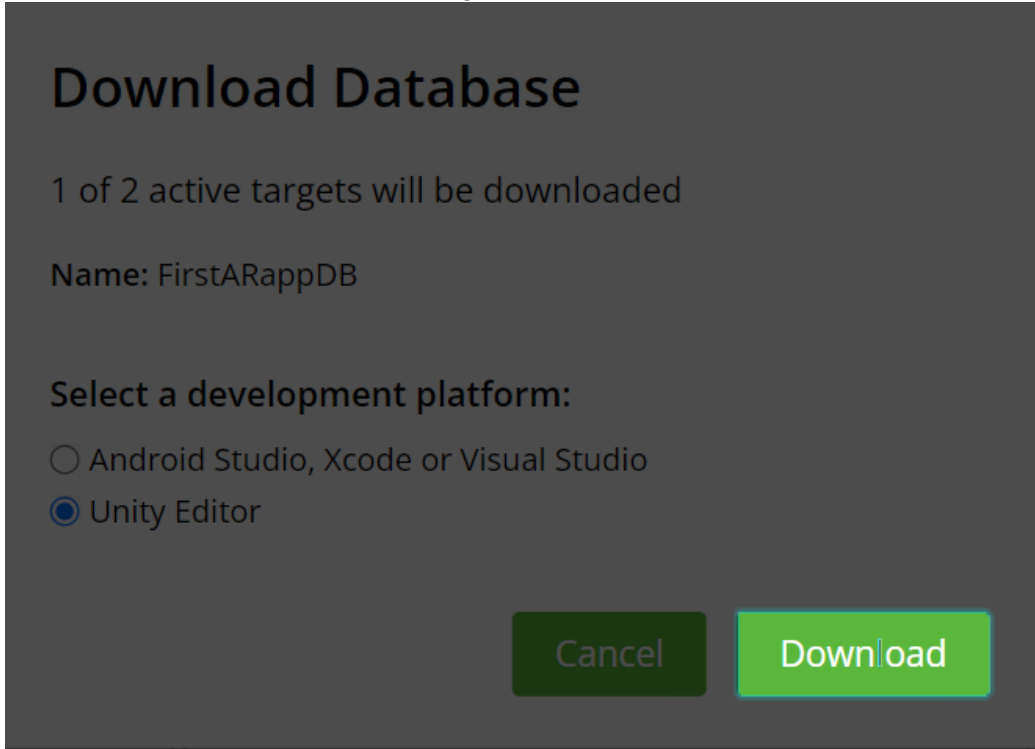 Download Database
1 of 2 active targets will be downloaded
Name: FirstARappDB
Select a development platform:
Android Studio, Xcode or Visual Studio
Unity Editor
Cancel
Download